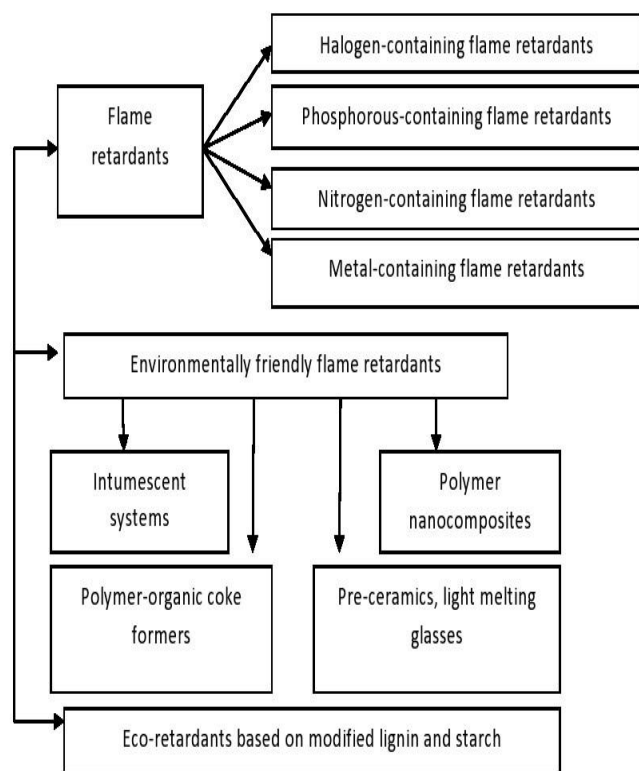 Halogen-containing flame retardants
Flame
retardants
Phosphorous-containing flame retardants
Nitrogen-containing flame retardants
Metal-containing flame retardants
Environmentally friendly flame retardants
Intumescent
systems
Polymer
nanocomposites
Polymer-organic coke
formers
Pre-ceramics, light melting
glasses
Eco-retardants based on modified lignin and starch